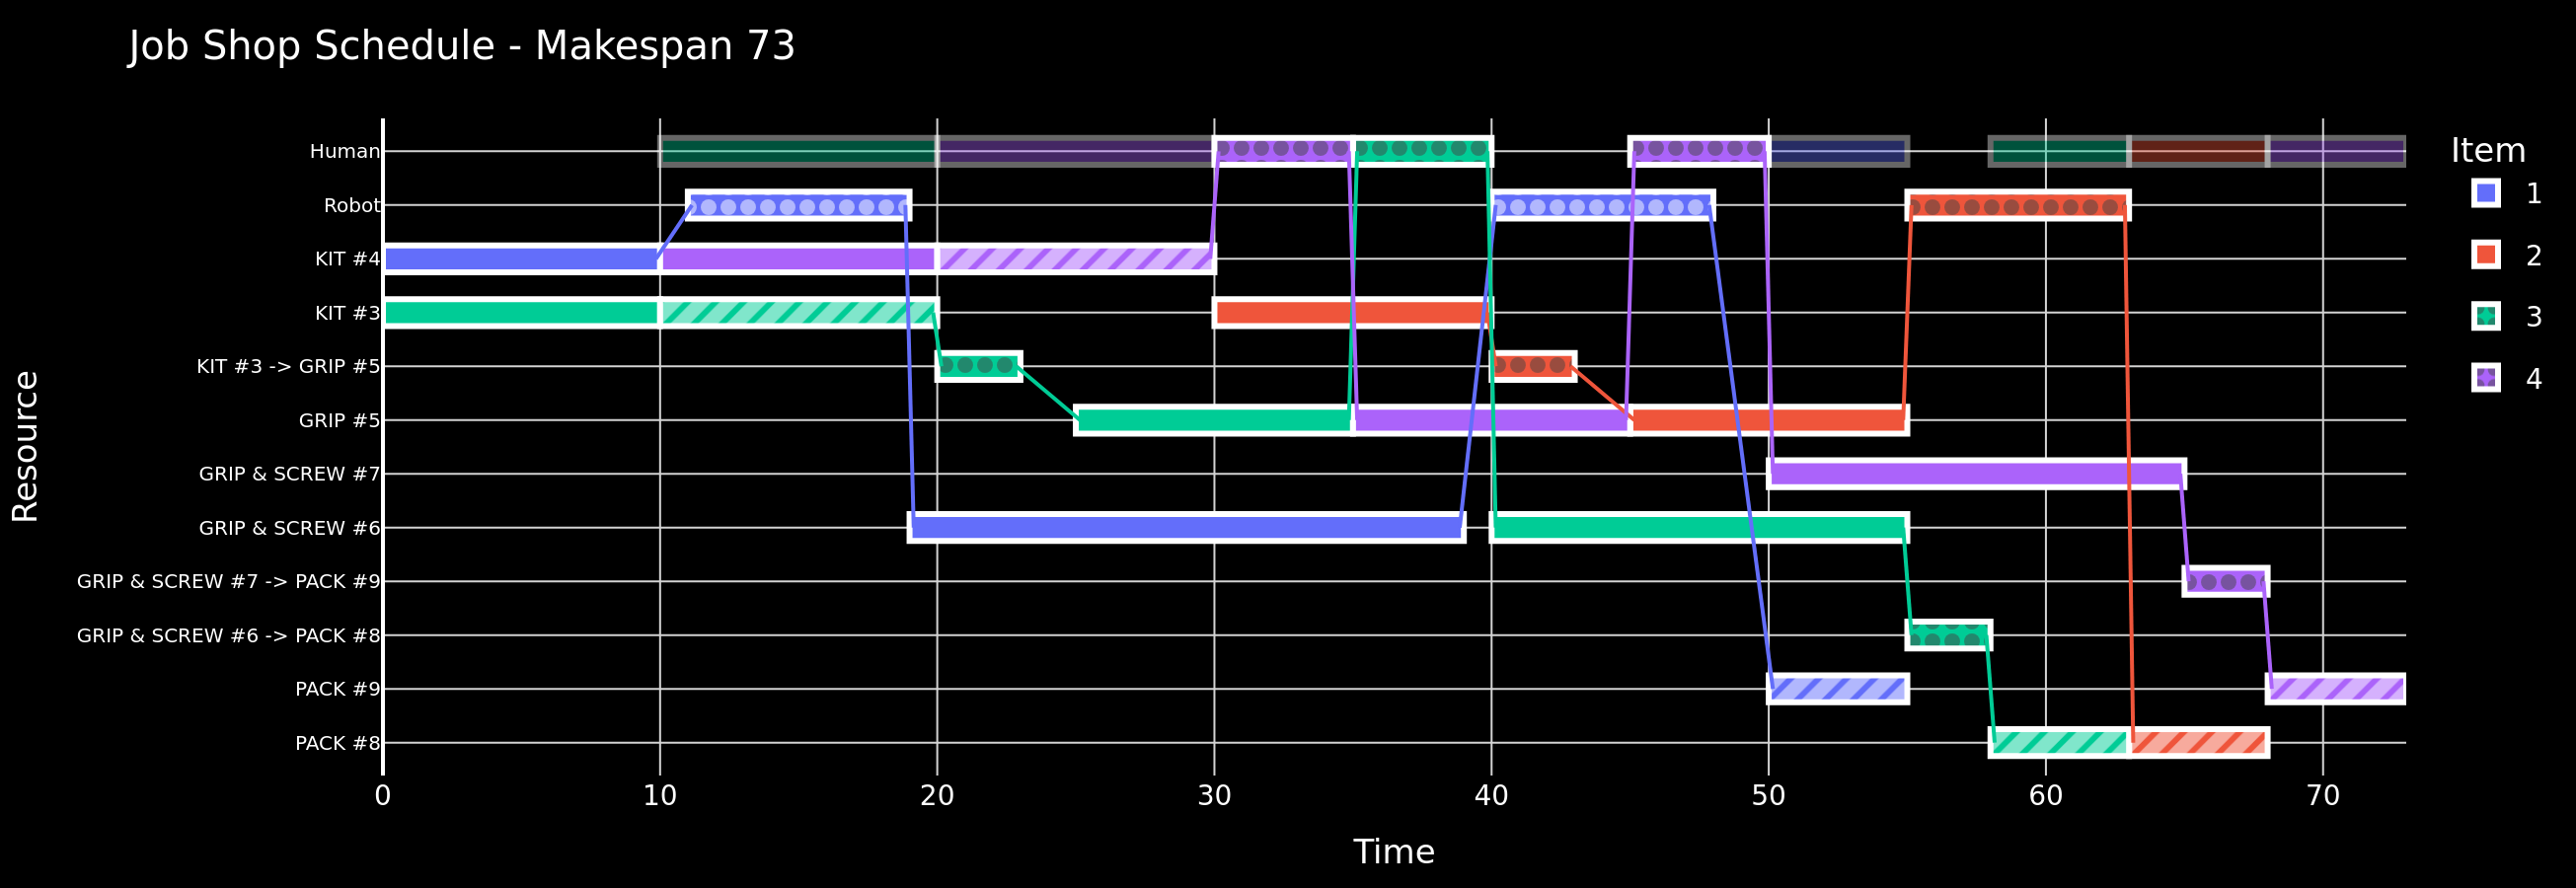 Job Shop Schedule - Makespan 73
Human
Robot
KIT #4
KIT #3
KIT #3 -> GRIP #5
GRIP #5
GRIP & SCREW #7
GRIP & SCREW #6
GRIP & SCREW #7 -> PACK #9
GRIP & SCREW #6 -> PACK #8
PACK #9
PACK #8
Resource
0 10 20 30 40 50 60 70
Time
Item
1
2
3
4